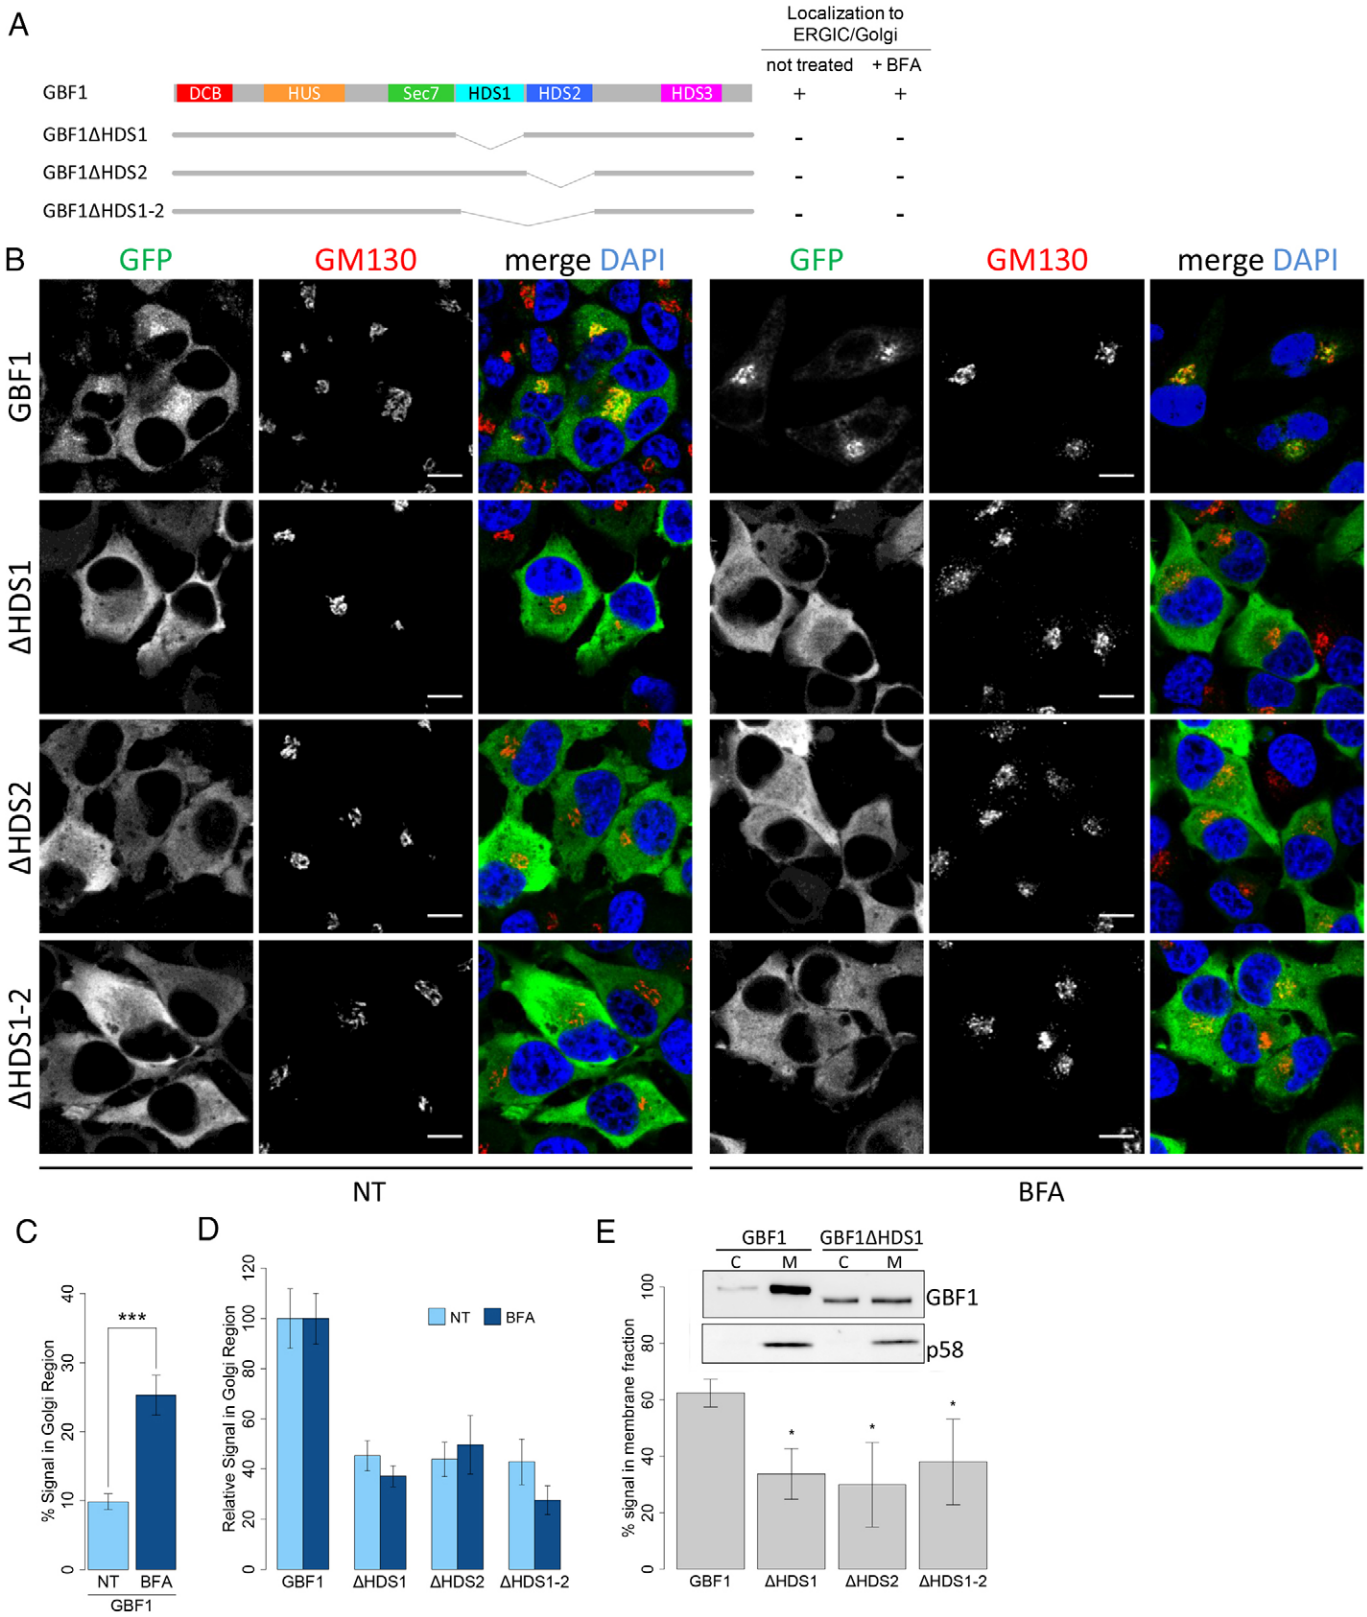 A
Localization to
ERGIC/Golgi
not treated + BFA
GBF1 DCB HUS Sec7 HDS1 HDS2 HDS3 + +
GBF1ΔHDS1 - -
GBF1ΔHDS2 - -
GBF1ΔHDS1-2 - -
B
GFP GM130 merge DAPI GFP GM130 merge DAPI
GBF1
ΔHDS1
ΔHDS2
ΔHDS1-2
NT BFA
C
% Signal in Golgi Region
40
30
20
10
0
***
NT BFA
GBF1
D
Relative Signal in Golgi Region
120
100
80
60
40
20
0
NT BFA
GBF1 ΔHDS1 ΔHDS2 ΔHDS1-2
E
GBF1 GBF1ΔHDS1
C M C M
GBF1
p58
% signal in membrane fraction
100
80
60
40
20
0
* * *
GBF1 ΔHDS1 ΔHDS2 ΔHDS1-2